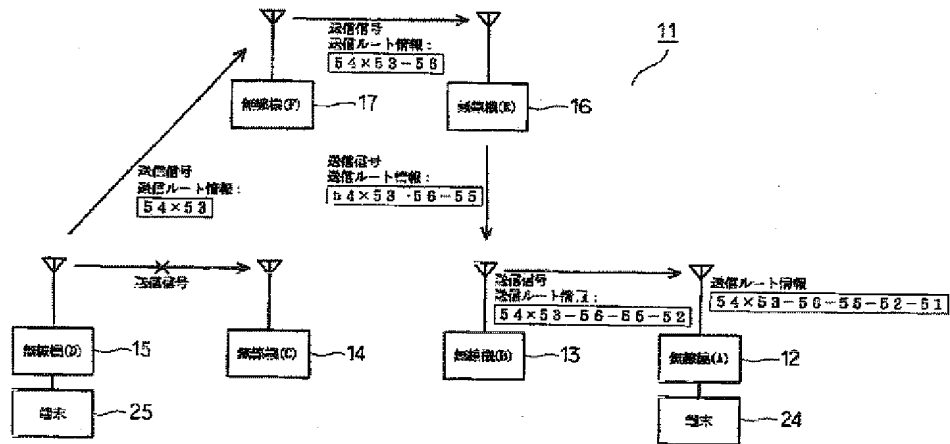 送信信号
送信ルート情報：
54×53-56
11
無線機(F)
17
無線機(E)
16
送信信号
送信ルート情報：
54×53
送信信号
送信ルート情報：
54×53-56-55
送信信号
送信信号
送信ルート情報：
54×53-56-55-52
送信ルート情報
54×53-56-55-52-51
無線機(D)
15
無線機(C)
14
無線機(B)
13
無線機(A)
12
端末
25
端末
24